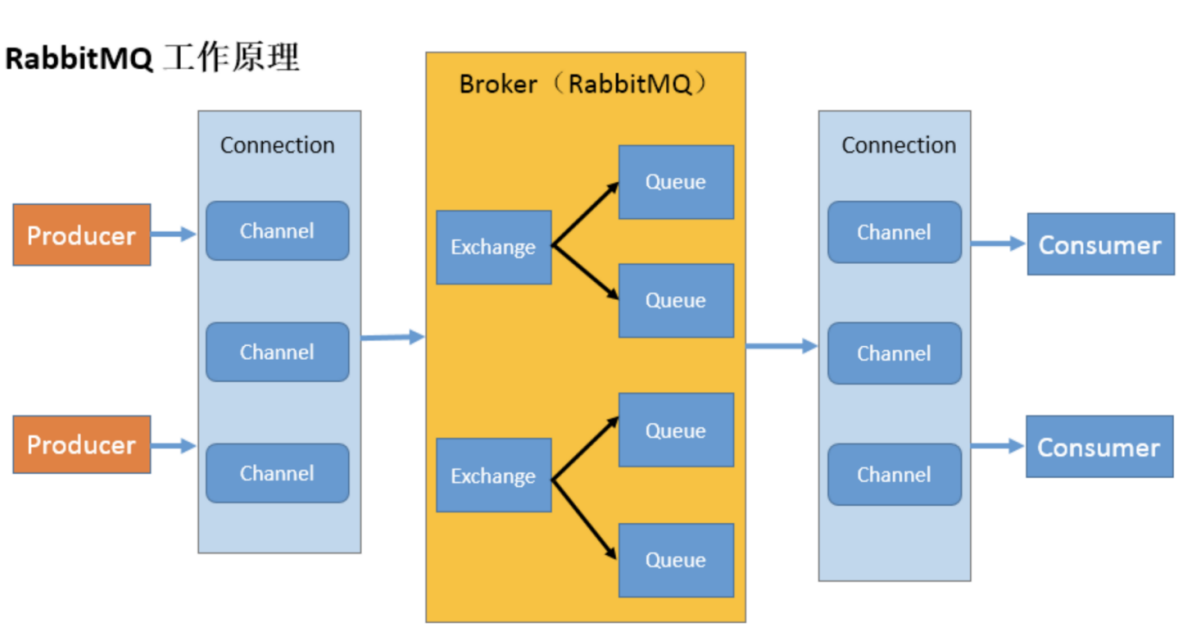 RabbitMQ 工作原理
Broker（RabbitMQ）
Connection
Connection
Queue
Channel
Channel
Producer
Exchange
Consumer
Queue
Channel
Channel
Queue
Producer
Consumer
Channel
Exchange
Channel
Queue